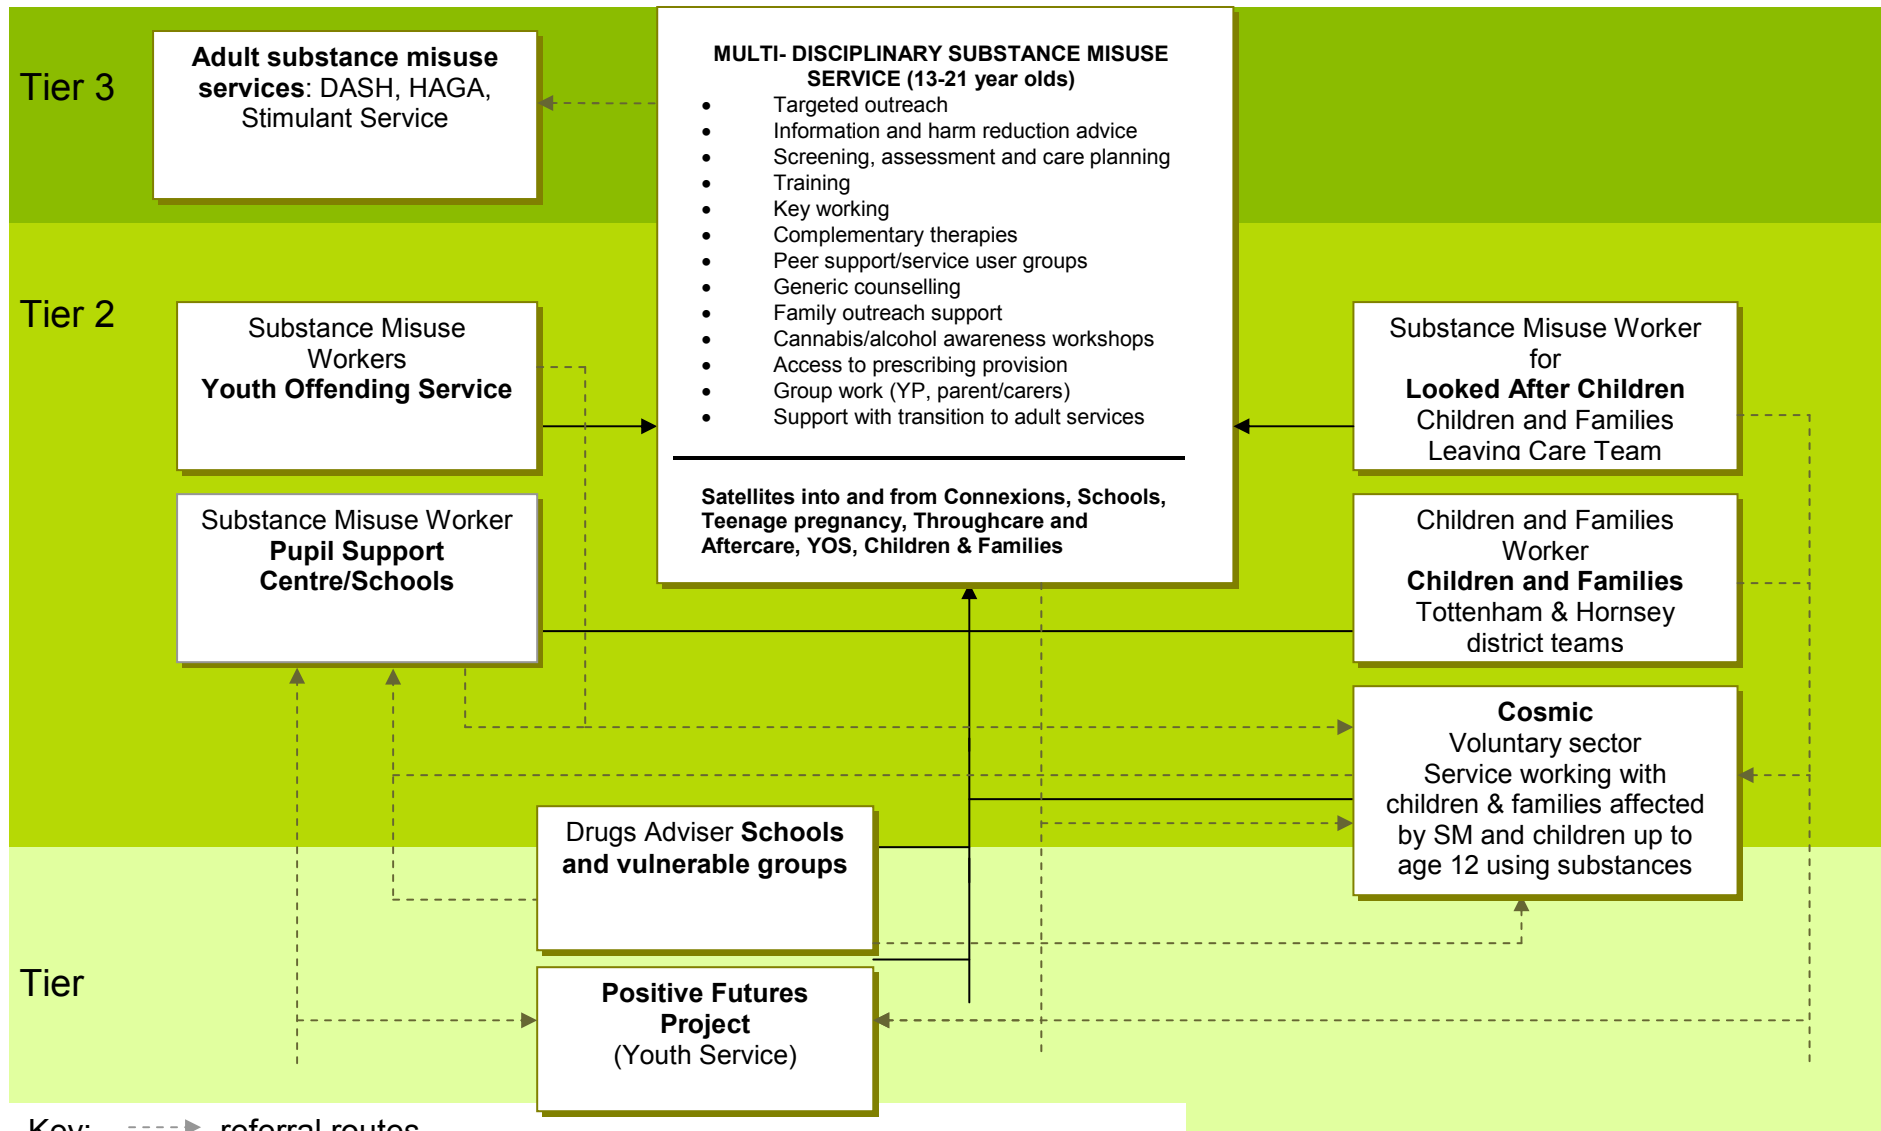 Tier 3
Adult substance misuse
services: DASH, HAGA,
Stimulant Service
MULTI- DISCIPLINARY SUBSTANCE MISUSE
SERVICE (13-21 year olds)
• Targeted outreach
• Information and harm reduction advice
• Screening, assessment and care planning
• Training
• Key working
• Complementary therapies
• Peer support/service user groups
• Generic counselling
• Family outreach support
• Cannabis/alcohol awareness workshops
• Access to prescribing provision
• Group work (YP, parent/carers)
• Support with transition to adult services
Satellites into and from Connexions, Schools,
Teenage pregnancy, Throughcare and
Aftercare, YOS, Children & Families
Tier 2
Substance Misuse
Workers
Youth Offending Service
Substance Misuse Worker
for
Looked After Children
Children and Families
Leaving Care Team
Substance Misuse Worker
Pupil Support
Centre/Schools
Children and Families
Worker
Children and Families
Tottenham & Hornsey
district teams
Cosmic
Voluntary sector
Service working with
children & families affected
by SM and children up to
age 12 using substances
Drugs Adviser Schools
and vulnerable groups
Tier
Positive Futures
Project
(Youth Service)
Key: referral routes